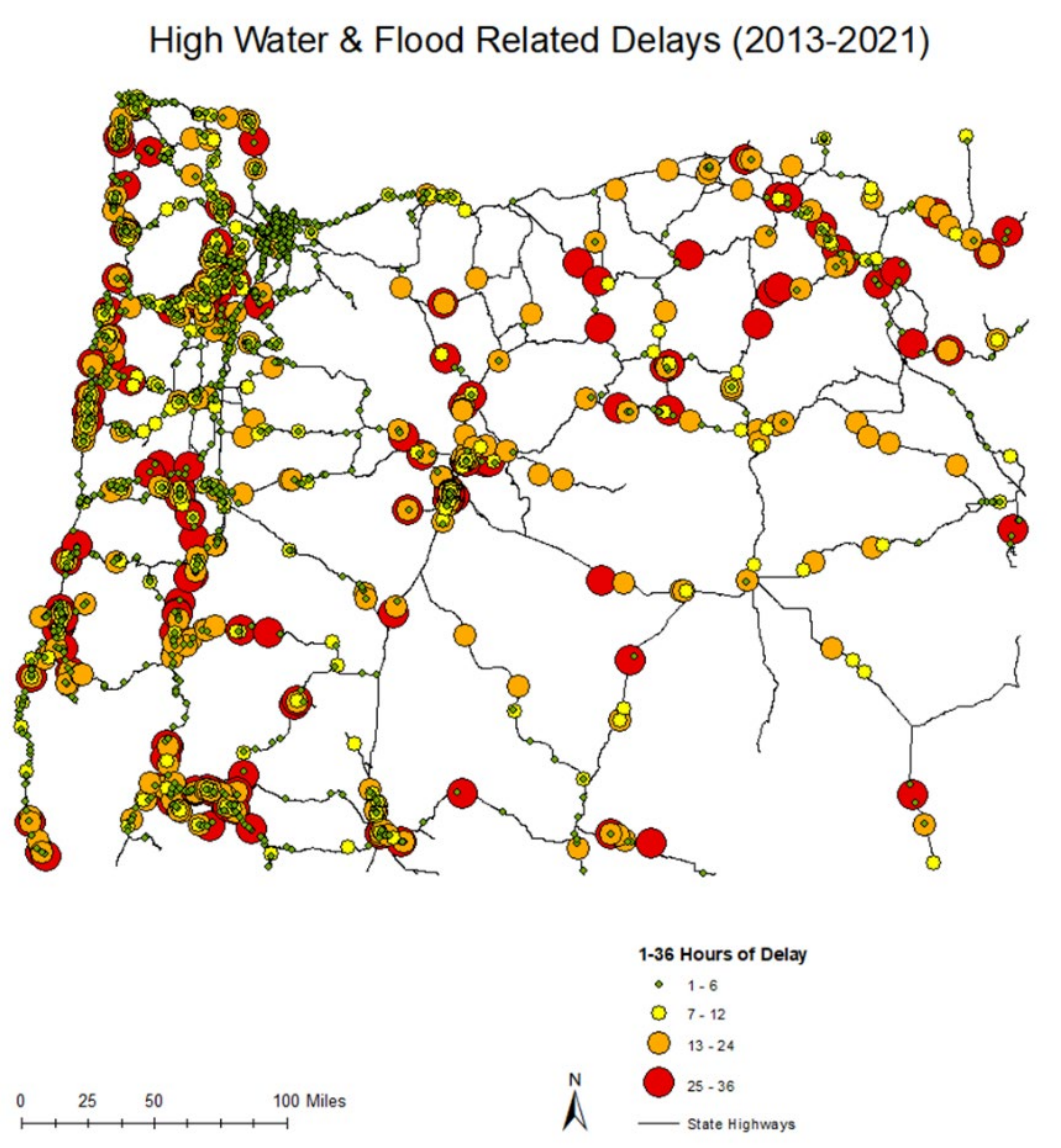 High Water & Flood Related Delays (2013-2021)
1-36 Hours of Delay
1 - 6
7 - 12
13 - 24
25 - 36
State Highways
0 25 50 100 Miles
N